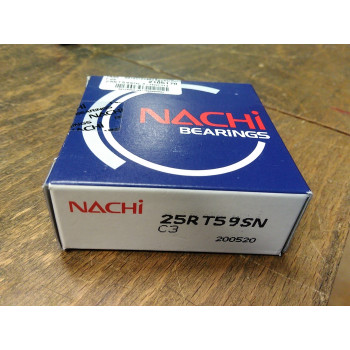 NACHi
BEARINGS
NACHi
25RT59SN
C3
200520